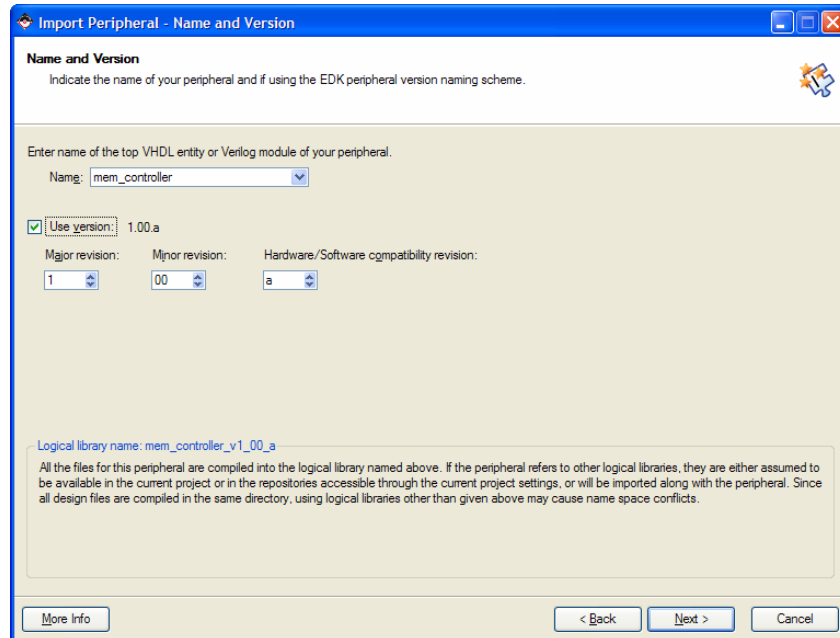 Import Peripheral - Name and Version
Name and Version
Indicate the name of your peripheral and if using the EDK peripheral version naming scheme.
Enter name of the top VHDL entity or Verilog module of your peripheral.
Name: mem_controller
Use version: 1.00.a
Major revision: Minor revision: Hardware/Software compatibility revision:
1 00 a
Logical library name: mem_controller_v1_00_a
All the files for this peripheral are compiled into the logical library named above. If the peripheral refers to other logical libraries, they are either assumed to
be available in the current project or in the repositories accessible through the current project settings, or will be imported along with the peripheral. Since
all design files are compiled in the same directory, using logical libraries other than given above may cause name space conflicts.
More Info < Back Next > Cancel